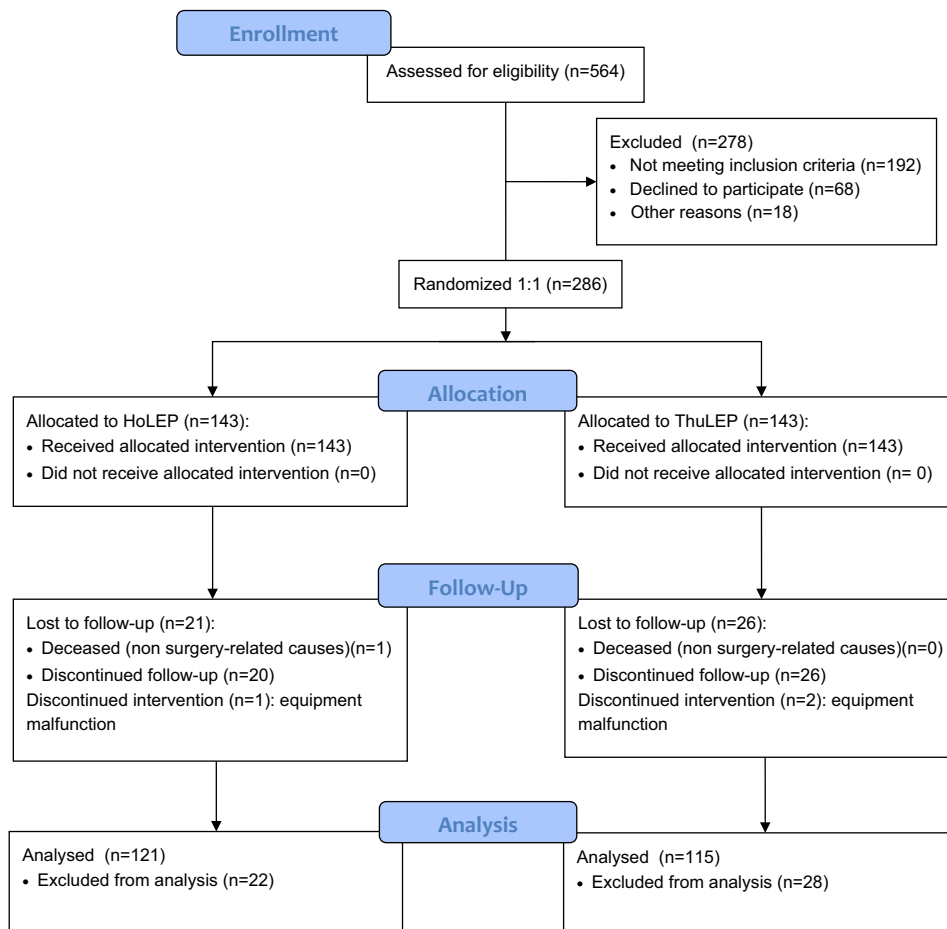 Enrollment
Assessed for eligibility (n=564)
Excluded (n=278)
• Not meeting inclusion criteria (n=192)
• Declined to participate (n=68)
• Other reasons (n=18)
Randomized 1:1 (n=286)
Allocation
Allocated to HoLEP (n=143):
• Received allocated intervention (n=143)
• Did not receive allocated intervention (n=0)
Allocated to ThuLEP (n=143):
• Received allocated intervention (n=143)
• Did not receive allocated intervention (n= 0)
Follow-Up
Lost to follow-up (n=21):
• Deceased (non surgery-related causes)(n=1)
• Discontinued follow-up (n=20)
Discontinued intervention (n=1): equipment
malfunction
Lost to follow-up (n=26):
• Deceased (non surgery-related causes)(n=0)
• Discontinued follow-up (n=26)
Discontinued intervention (n=2): equipment
malfunction
Analysis
Analysed (n=121)
• Excluded from analysis (n=22)
Analysed (n=115)
• Excluded from analysis (n=28)